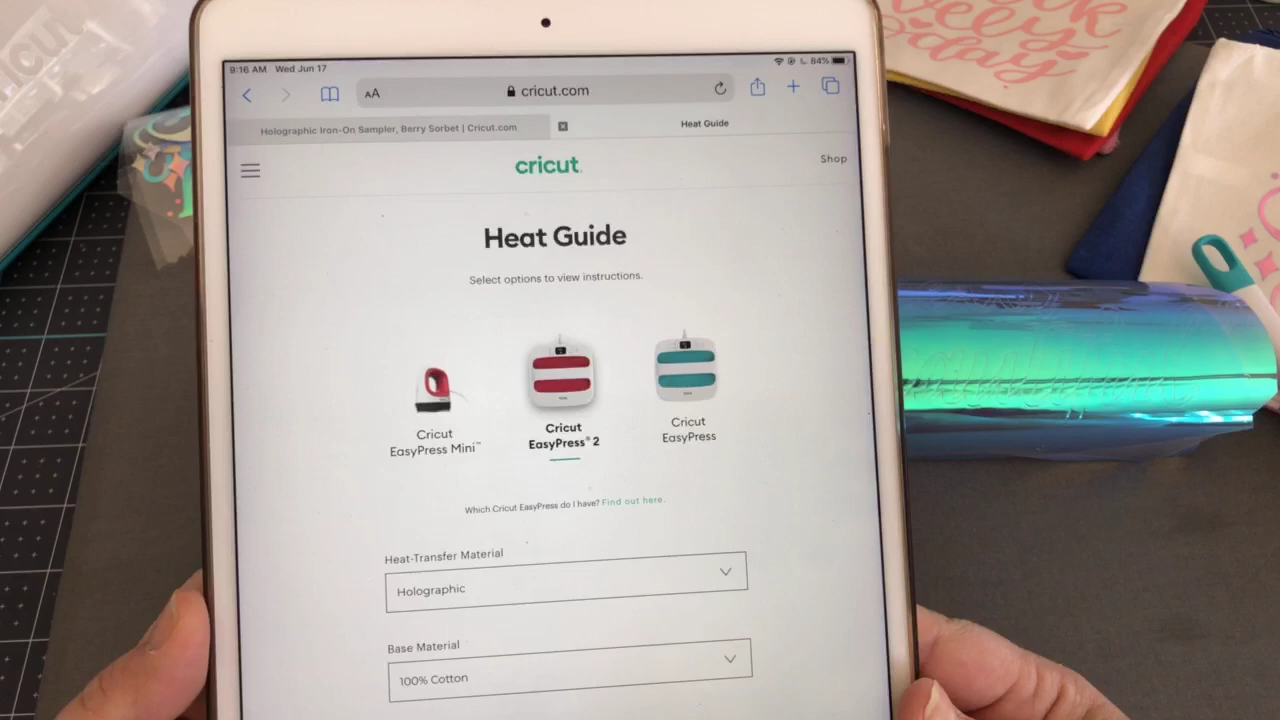 9:16 AM Wed Jun 17
84%
AA
cricut.com
Holographic Iron-On Sampler, Berry Sorbet | Cricut.com
Heat Guide
cricut
Shop
Heat Guide
Select options to view instructions.
Cricut
EasyPress Mini™
Cricut
EasyPress® 2
Cricut
EasyPress
Which Cricut EasyPress do I have? Find out here.
Heat-Transfer Material
Holographic
Base Material
100% Cotton
cricut
day